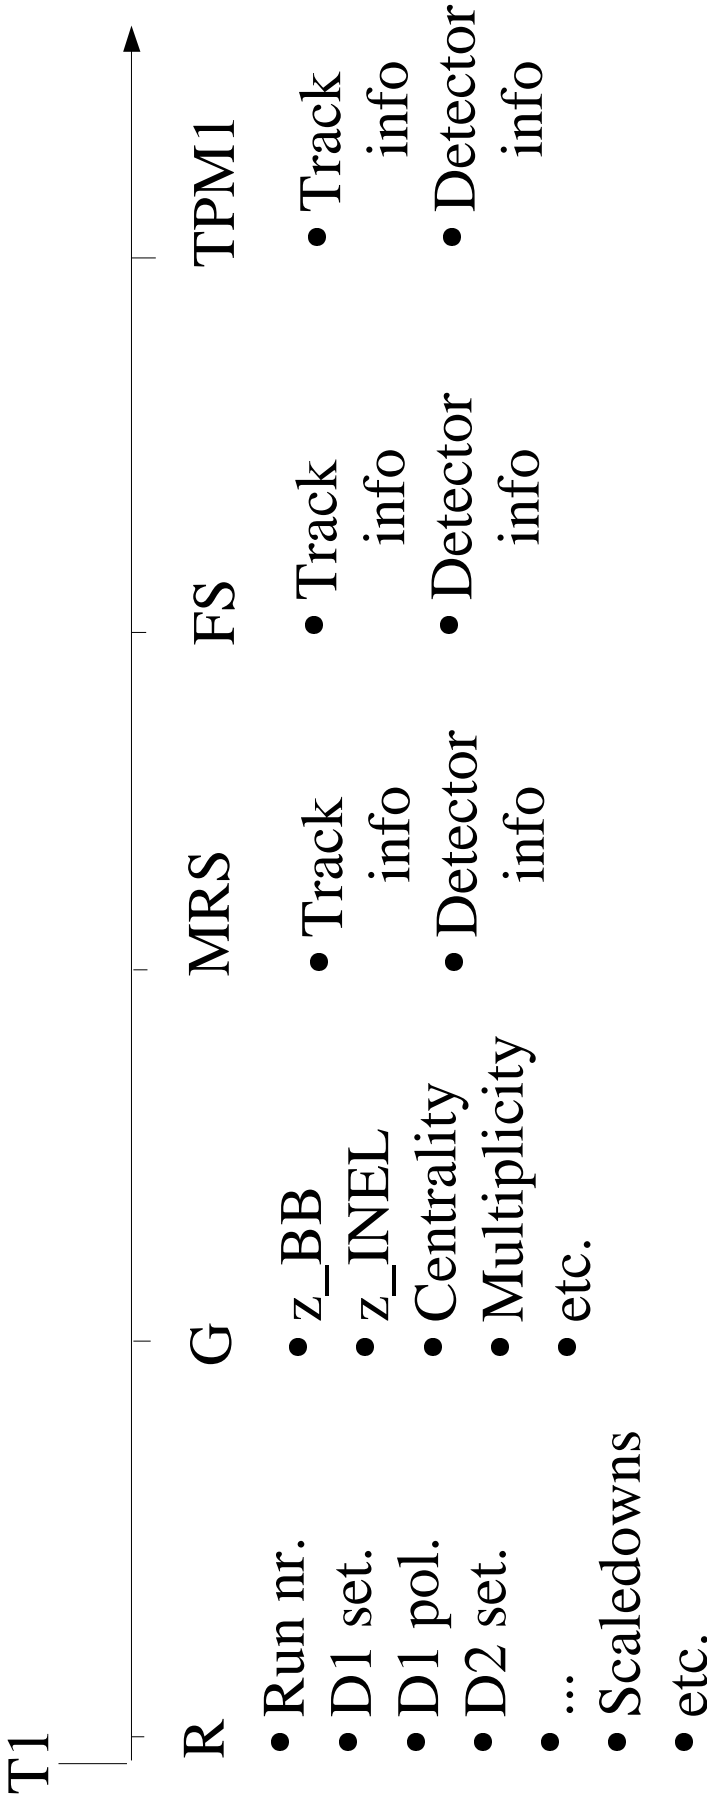 T1
R
• Run nr.
• D1 set.
• D1 pol.
• D2 set.
• ...
• Scaledowns
• etc.
G
• z_BB
• z_INEL
• Centrality
• Multiplicity
• etc.
MRS
• Track
info
• Detector
info
FS
• Track
info
• Detector
info
TPM1
• Track
info
• Detector
info